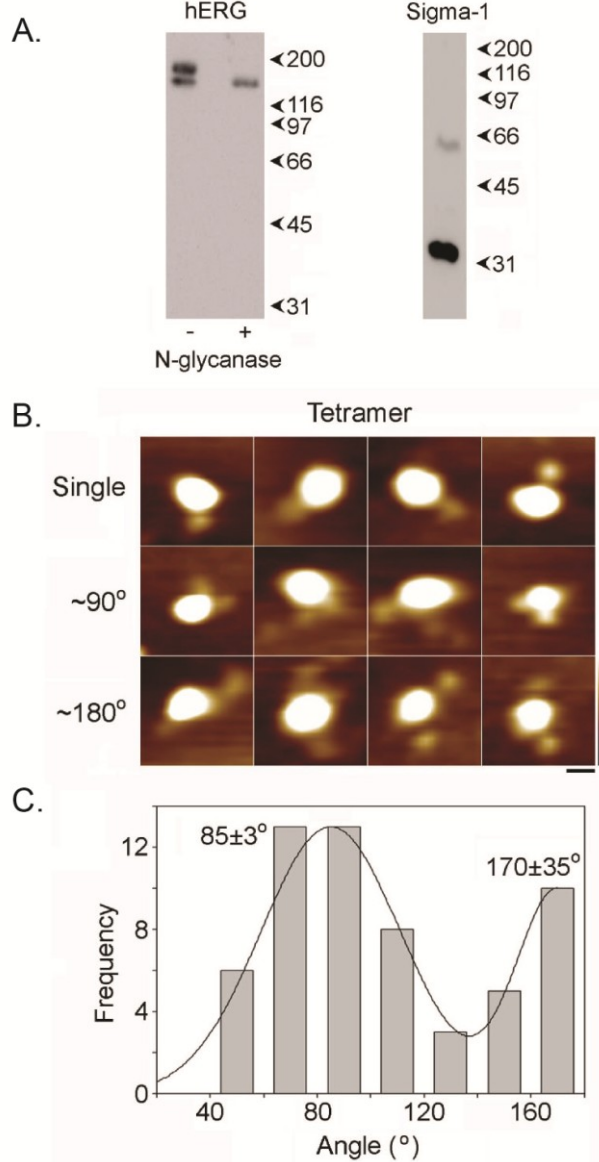 A.
hERG
Sigma-1
200
116
97
66
45
31
- +
N-glycanase
200
116
97
66
45
31
B.
Tetramer
Single
~90°
~180°
C.
85±3°
170±35°
Frequency
12
8
4
0
40 80 120 160
Angle (°)